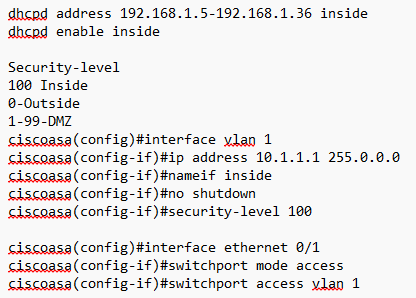 dhcpd address 192.168.1.5-192.168.1.36 inside
dhcpd enable inside
Security-level
100 Inside
0-Outside
1-99-DMZ
ciscoasa(config)#interface vlan 1
ciscoasa(config-if)#ip address 10.1.1.1 255.0.0.0
ciscoasa(config-if)#nameif inside
ciscoasa(config-if)#no shutdown
ciscoasa(config-if)#security-level 100
ciscoasa(config)#interface ethernet 0/1
ciscoasa(config-if)#switchport mode access
ciscoasa(config-if)#switchport access vlan 1